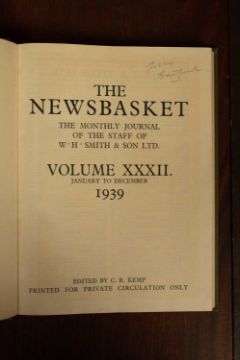 THE
NEWSBASKET
THE MONTHLY JOURNAL
OF THE STAFF OF
W·H·SMITH & SON LTD.
VOLUME XXXII.
JANUARY TO DECEMBER
1939
EDITED BY C. R. KEMP
PRINTED FOR PRIVATE CIRCULATION ONLY